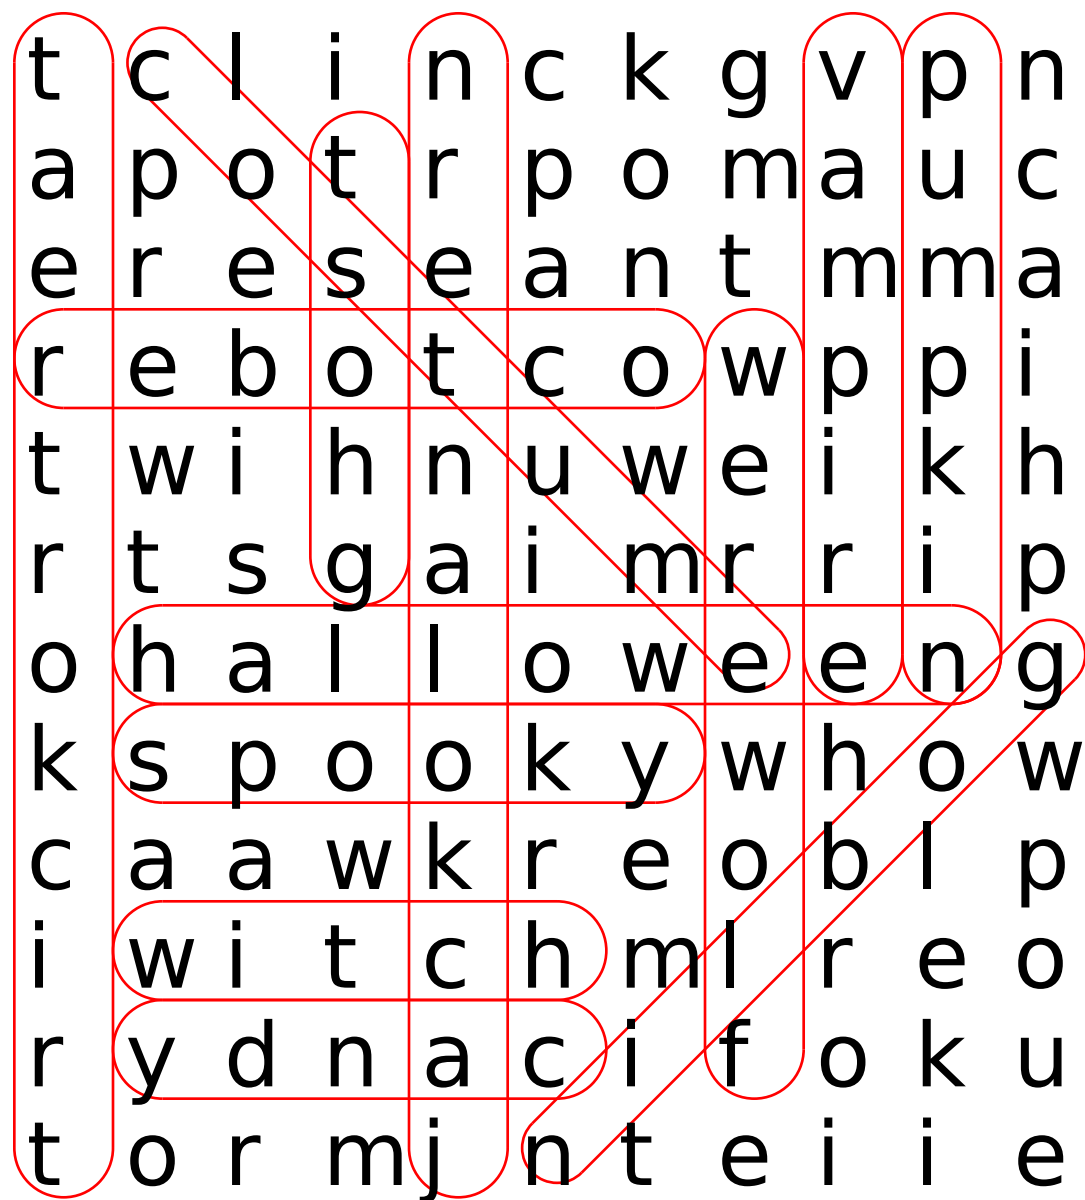 t c l i n c k g v p n
a p o t r p o m a u c
e r e s e a n t m m a
r e b o t c o w p p i
t w i h n u w e i k h
r t s g a i m r r i p
o h a l l o w e e n g
k s p o o k y w h o w
c a a w k r e o b l p
i w i t c h m l r e o
r y d n a c i f o k u
t o r m j n t e i i e